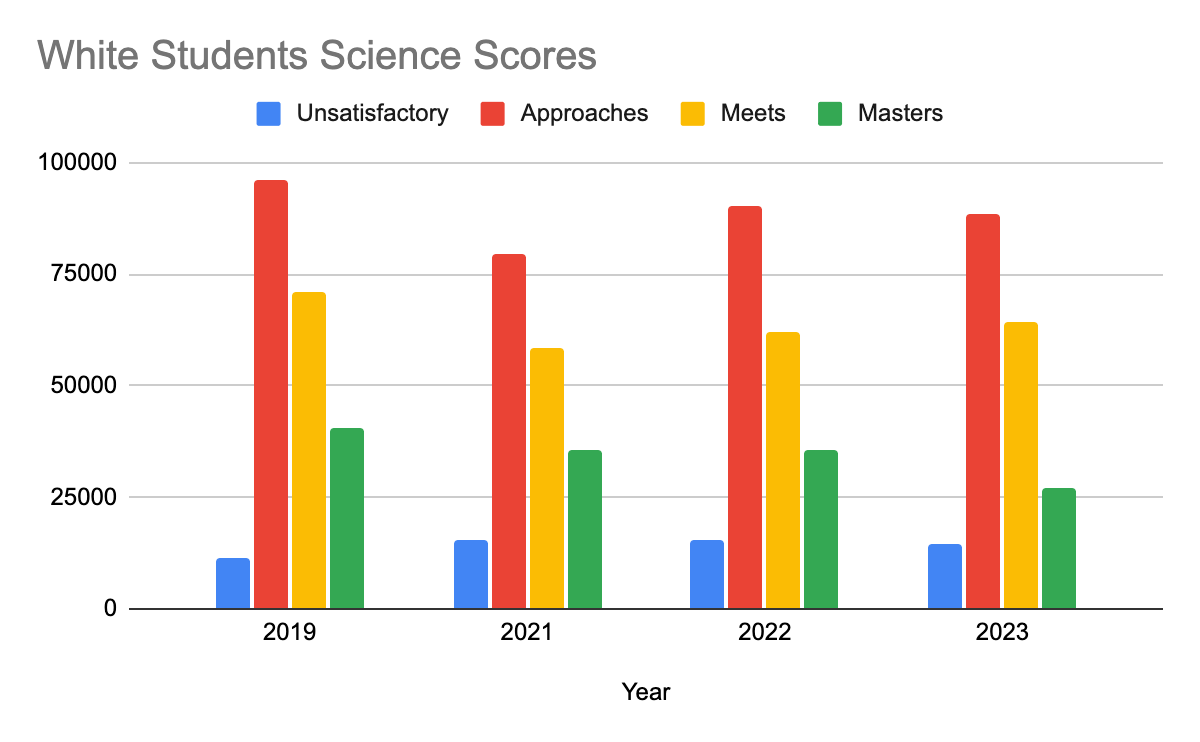 White Students Science Scores
Unsatisfactory Approaches Meets Masters
100000
75000
50000
25000
0
2019 2021 2022 2023
Year